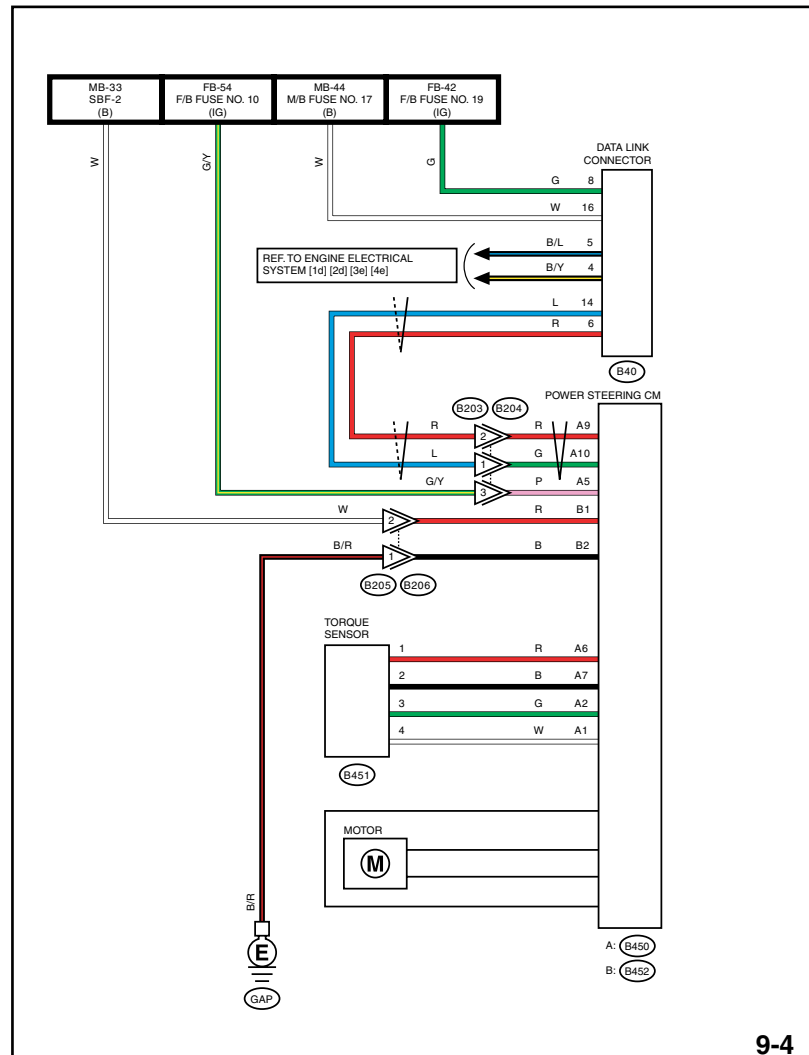 MB-33
SBF-2
(B)
FB-54
F/B FUSE NO. 10
(IG)
MB-44
M/B FUSE NO. 17
(B)
FB-42
F/B FUSE NO. 19
(IG)
W
G/Y
W
G
DATA LINK
CONNECTOR
G 8
W 16
B/L 5
B/Y 4
REF. TO ENGINE ELECTRICAL
SYSTEM [1d] [2d] [3e] [4e]
L 14
R 6
B40
POWER STEERING CM
B203 B204
R 2 R A9
L 1 G A10
G/Y 3 P A5
W 2 R B1
B/R 1 B B2
B205 B206
TORQUE
SENSOR
1 R A6
2 B A7
3 G A2
4 W A1
B451
MOTOR
M
B/R
E
GAP
A: B450
B: B452
9-4